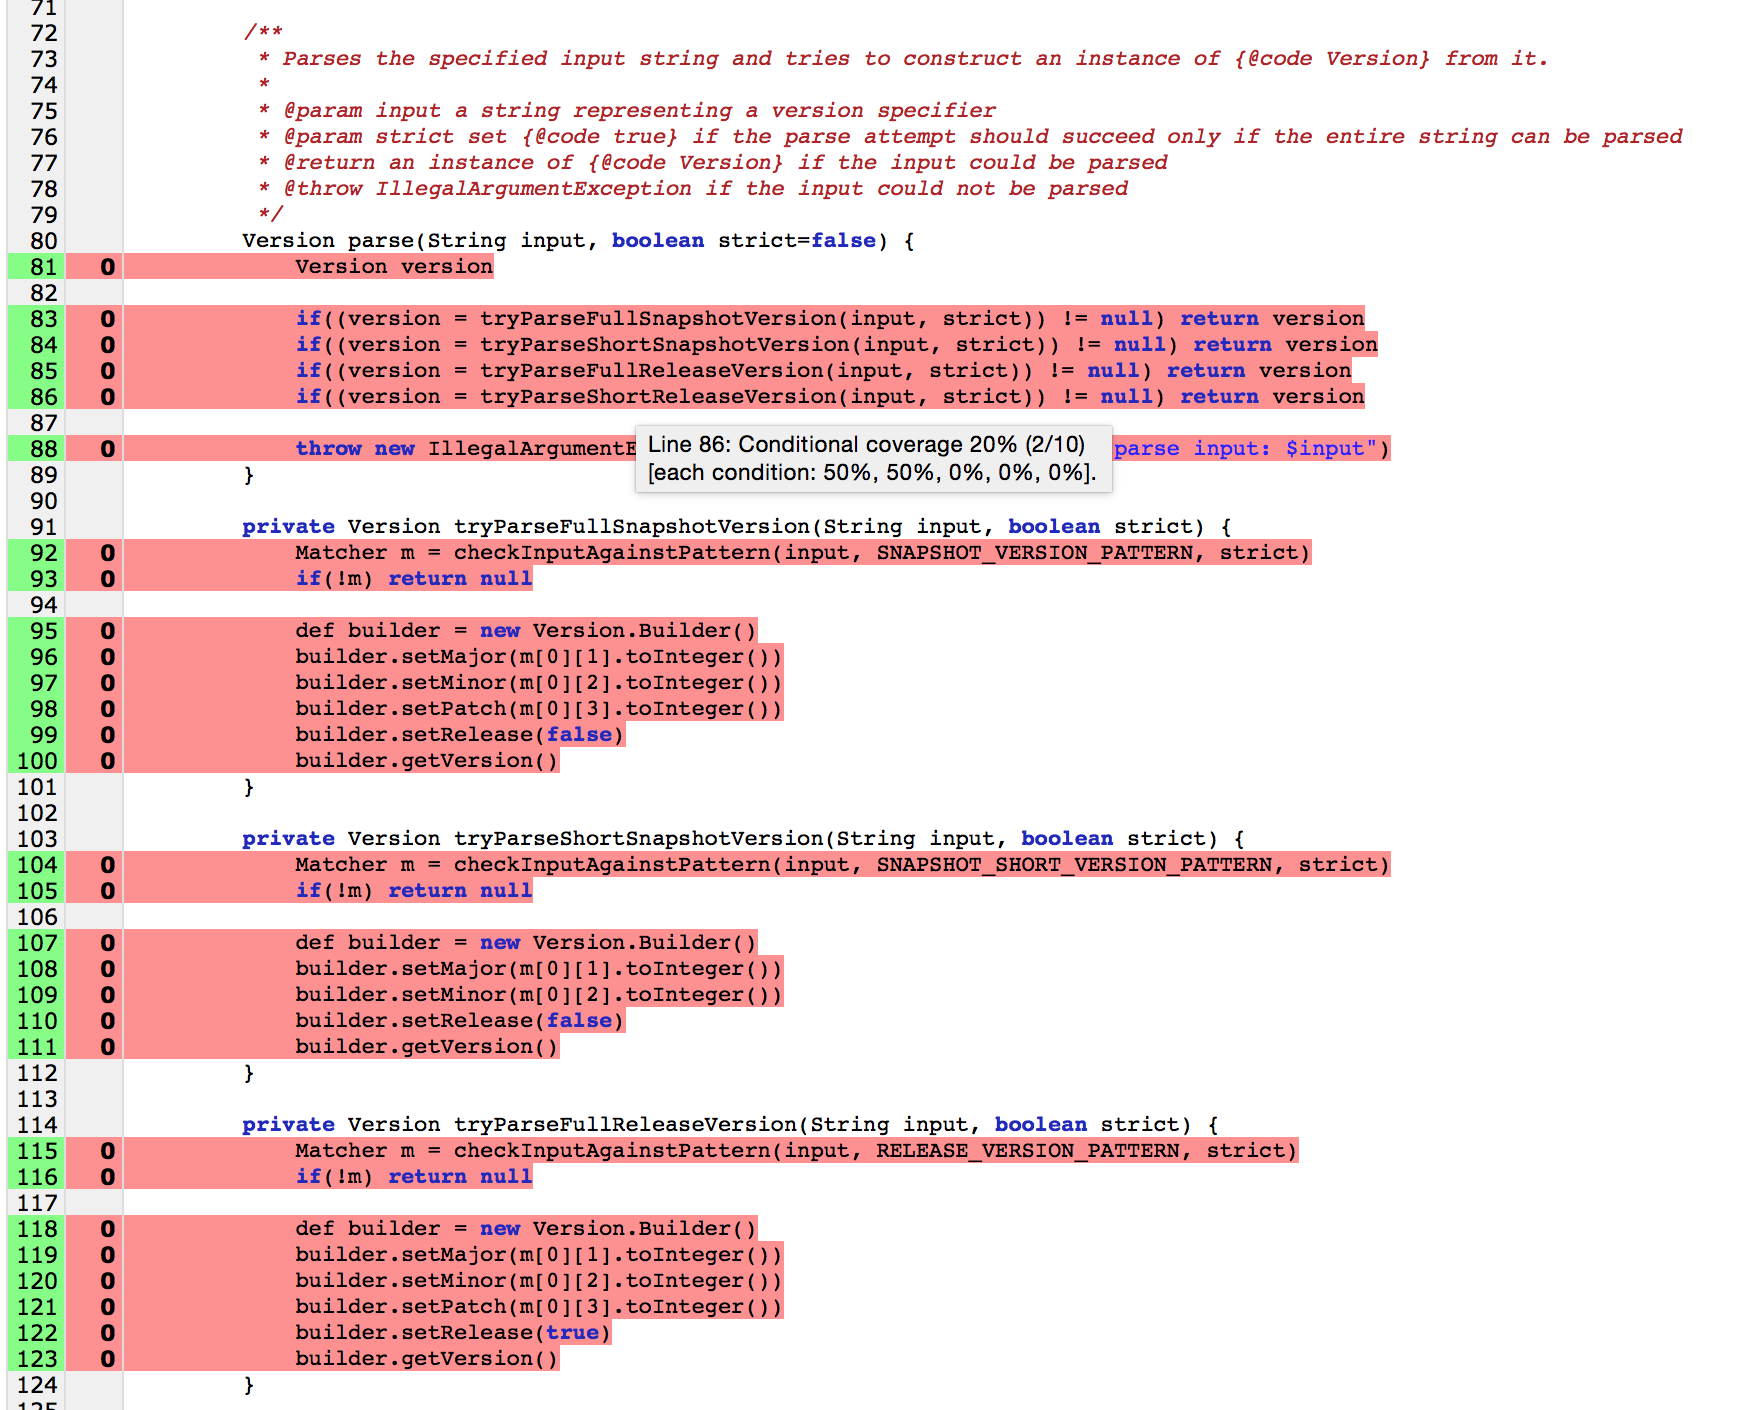 71
72 /**
73 * Parses the specified input string and tries to construct an instance of {@code Version} from it.
74 *
75 * @param input a string representing a version specifier
76 * @param strict set {@code true} if the parse attempt should succeed only if the entire string can be parsed
77 * @return an instance of {@code Version} if the input could be parsed
78 * @throw IllegalArgumentException if the input could not be parsed
79 */
80 Version parse(String input, boolean strict=false) {
81 0 Version version
82
83 0 if((version = tryParseFullSnapshotVersion(input, strict)) != null) return version
84 0 if((version = tryParseShortSnapshotVersion(input, strict)) != null) return version
85 0 if((version = tryParseFullReleaseVersion(input, strict)) != null) return version
86 0 if((version = tryParseShortReleaseVersion(input, strict)) != null) return version
87
88 0 throw new IllegalArgumentE parse input: $input")
Line 86: Conditional coverage 20% (2/10)
[each condition: 50%, 50%, 0%, 0%, 0%].
89 }
90
91 private Version tryParseFullSnapshotVersion(String input, boolean strict) {
92 0 Matcher m = checkInputAgainstPattern(input, SNAPSHOT_VERSION_PATTERN, strict)
93 0 if(!m) return null
94
95 0 def builder = new Version.Builder()
96 0 builder.setMajor(m[0][1].toInteger())
97 0 builder.setMinor(m[0][2].toInteger())
98 0 builder.setPatch(m[0][3].toInteger())
99 0 builder.setRelease(false)
100 0 builder.getVersion()
101 }
102
103 private Version tryParseShortSnapshotVersion(String input, boolean strict) {
104 0 Matcher m = checkInputAgainstPattern(input, SNAPSHOT_SHORT_VERSION_PATTERN, strict)
105 0 if(!m) return null
106
107 0 def builder = new Version.Builder()
108 0 builder.setMajor(m[0][1].toInteger())
109 0 builder.setMinor(m[0][2].toInteger())
110 0 builder.setRelease(false)
111 0 builder.getVersion()
112 }
113
114 private Version tryParseFullReleaseVersion(String input, boolean strict) {
115 0 Matcher m = checkInputAgainstPattern(input, RELEASE_VERSION_PATTERN, strict)
116 0 if(!m) return null
117
118 0 def builder = new Version.Builder()
119 0 builder.setMajor(m[0][1].toInteger())
120 0 builder.setMinor(m[0][2].toInteger())
121 0 builder.setPatch(m[0][3].toInteger())
122 0 builder.setRelease(true)
123 0 builder.getVersion()
124 }
125